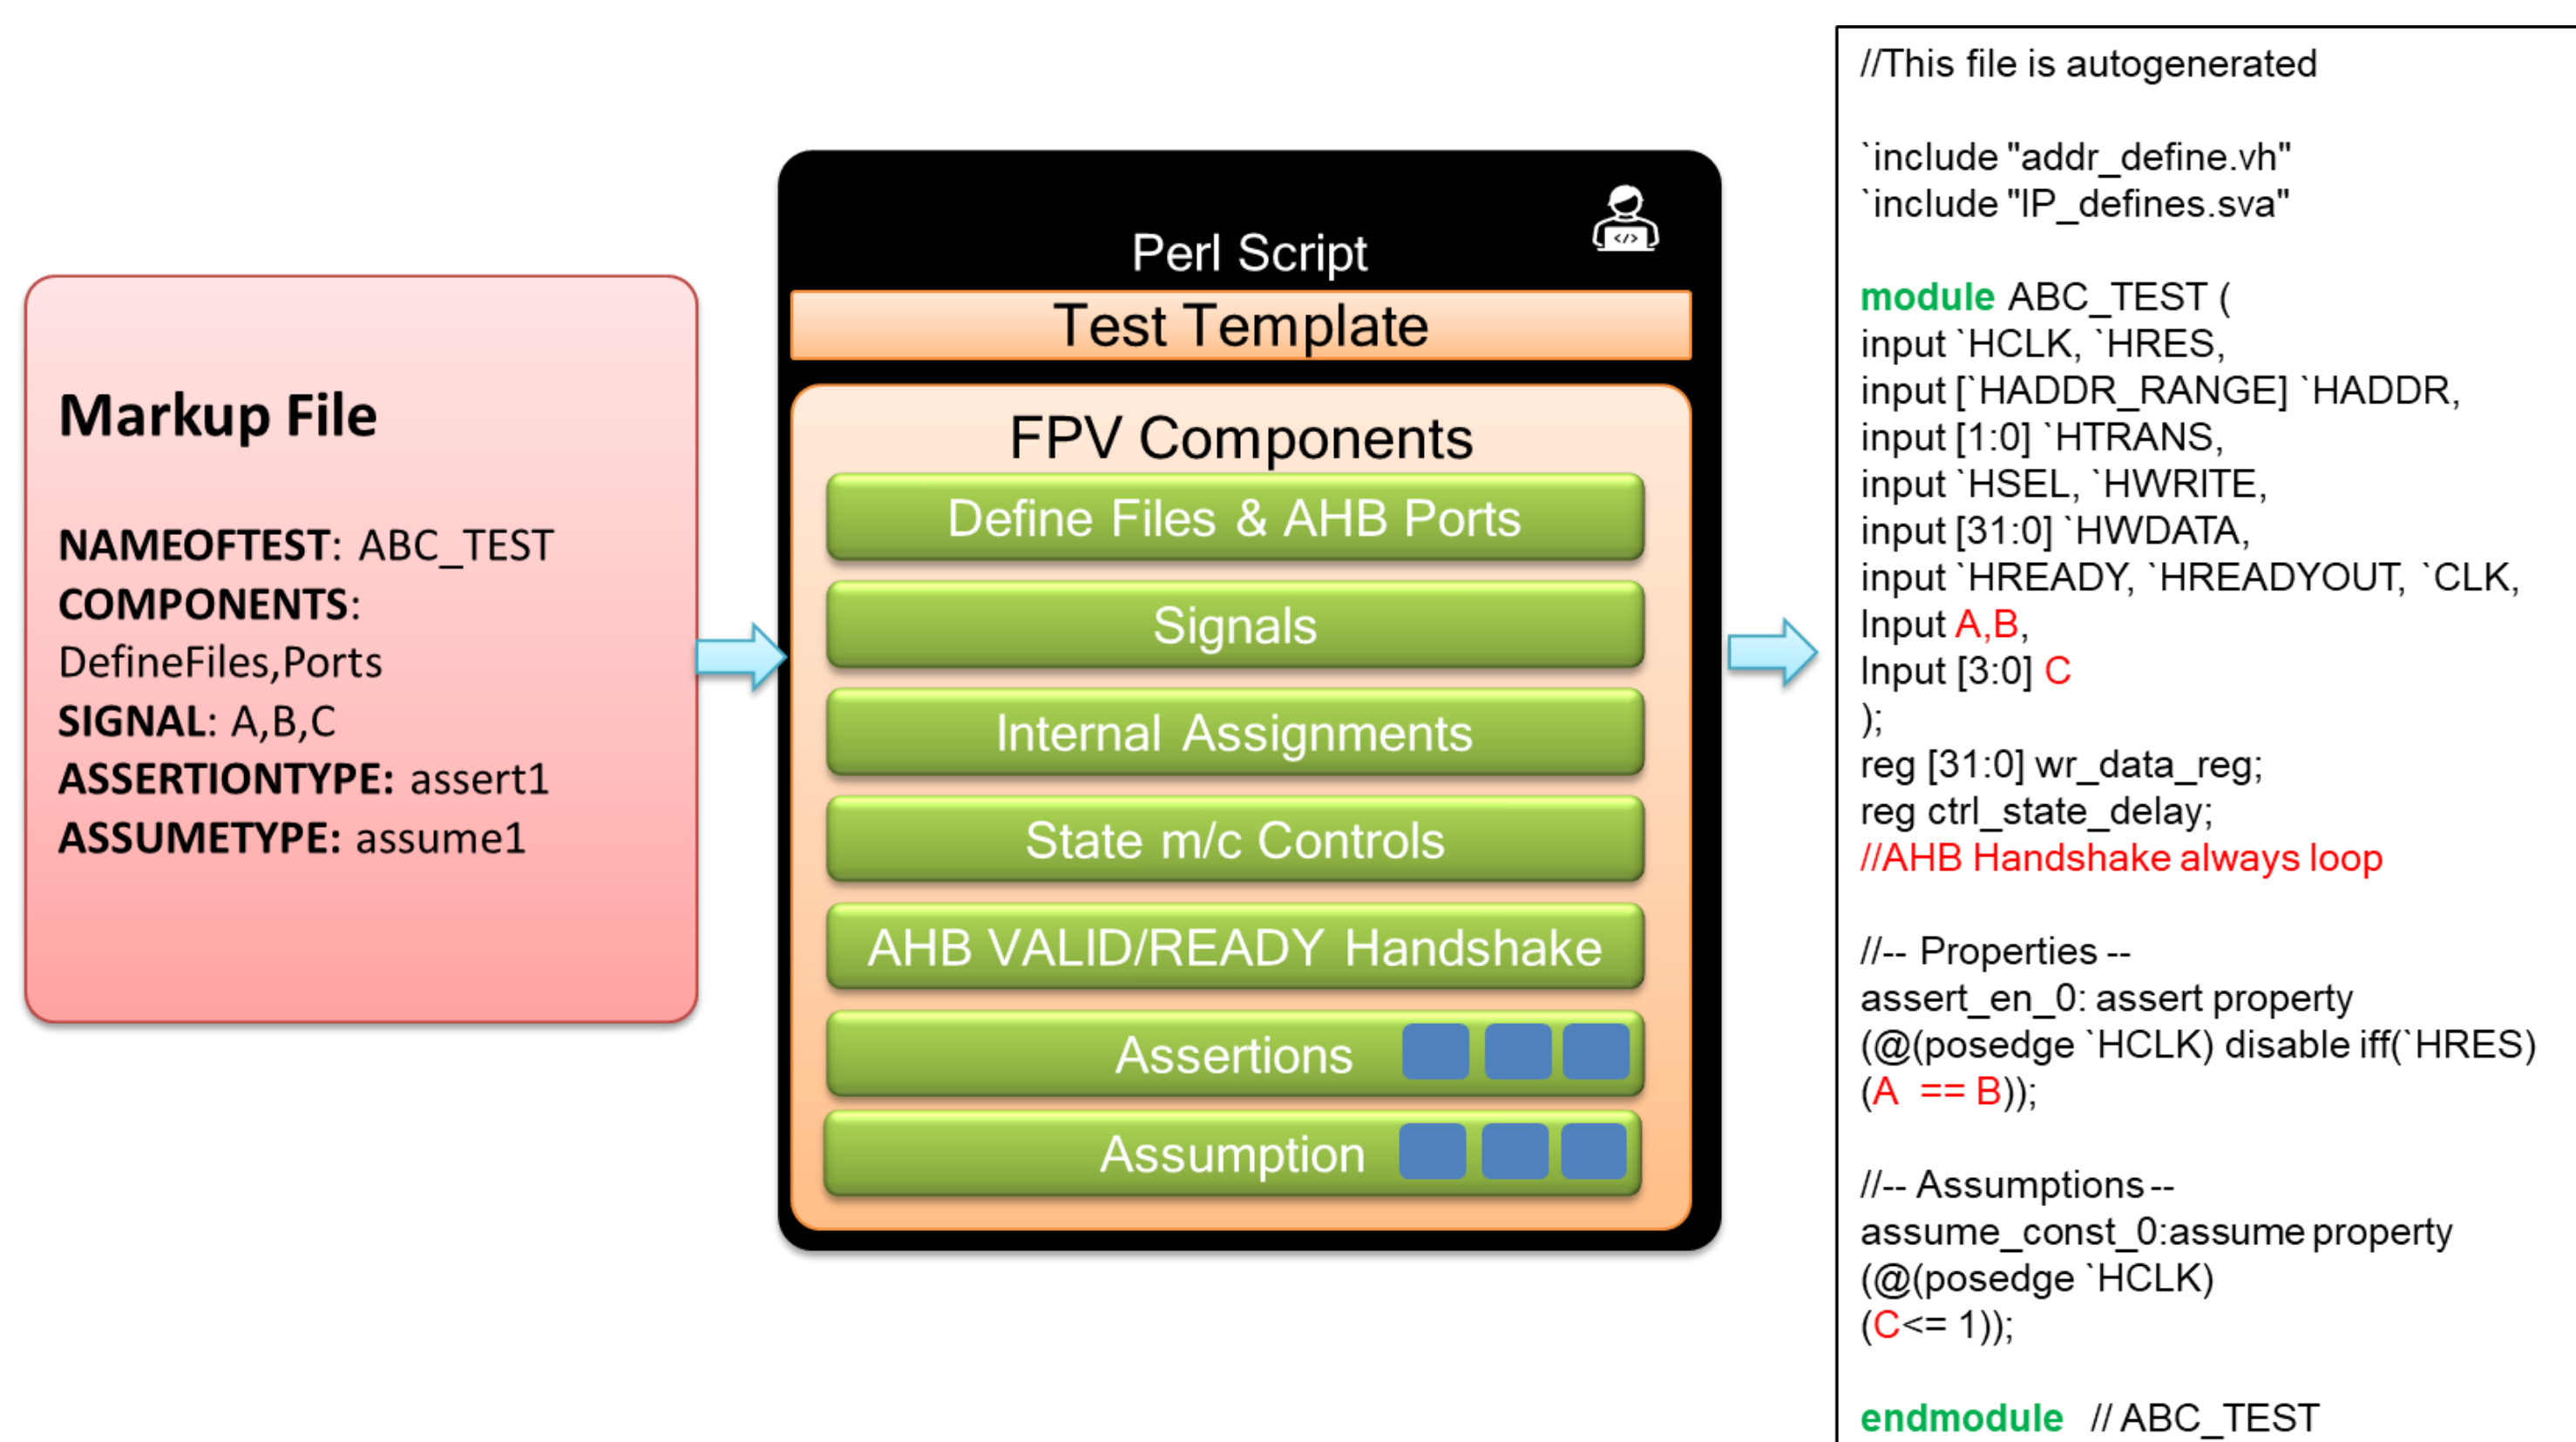 Markup File
NAMEOFTEST: ABC_TEST
COMPONENTS:
DefineFiles,Ports
SIGNAL: A,B,C
ASSERTIONTYPE: assert1
ASSUMETYPE: assume1
Perl Script
</>
Test Template
FPV Components
Define Files & AHB Ports
Signals
Internal Assignments
State m/c Controls
AHB VALID/READY Handshake
Assertions
Assumption
//This file is autogenerated
`include "addr_define.vh"
`include "IP_defines.sva"
module ABC_TEST (
input `HCLK, `HRES,
input [`HADDR_RANGE] `HADDR,
input [1:0] `HTRANS,
input `HSEL, `HWRITE,
input [31:0] `HWDATA,
input `HREADY, `HREADYOUT, `CLK,
Input A,B,
Input [3:0] C
);
reg [31:0] wr_data_reg;
reg ctrl_state_delay;
//AHB Handshake always loop
//-- Properties --
assert_en_0: assert property
(@(posedge `HCLK) disable iff(`HRES)
(A == B));
//-- Assumptions --
assume_const_0:assume property
(@(posedge `HCLK)
(C<= 1));
endmodule // ABC_TEST